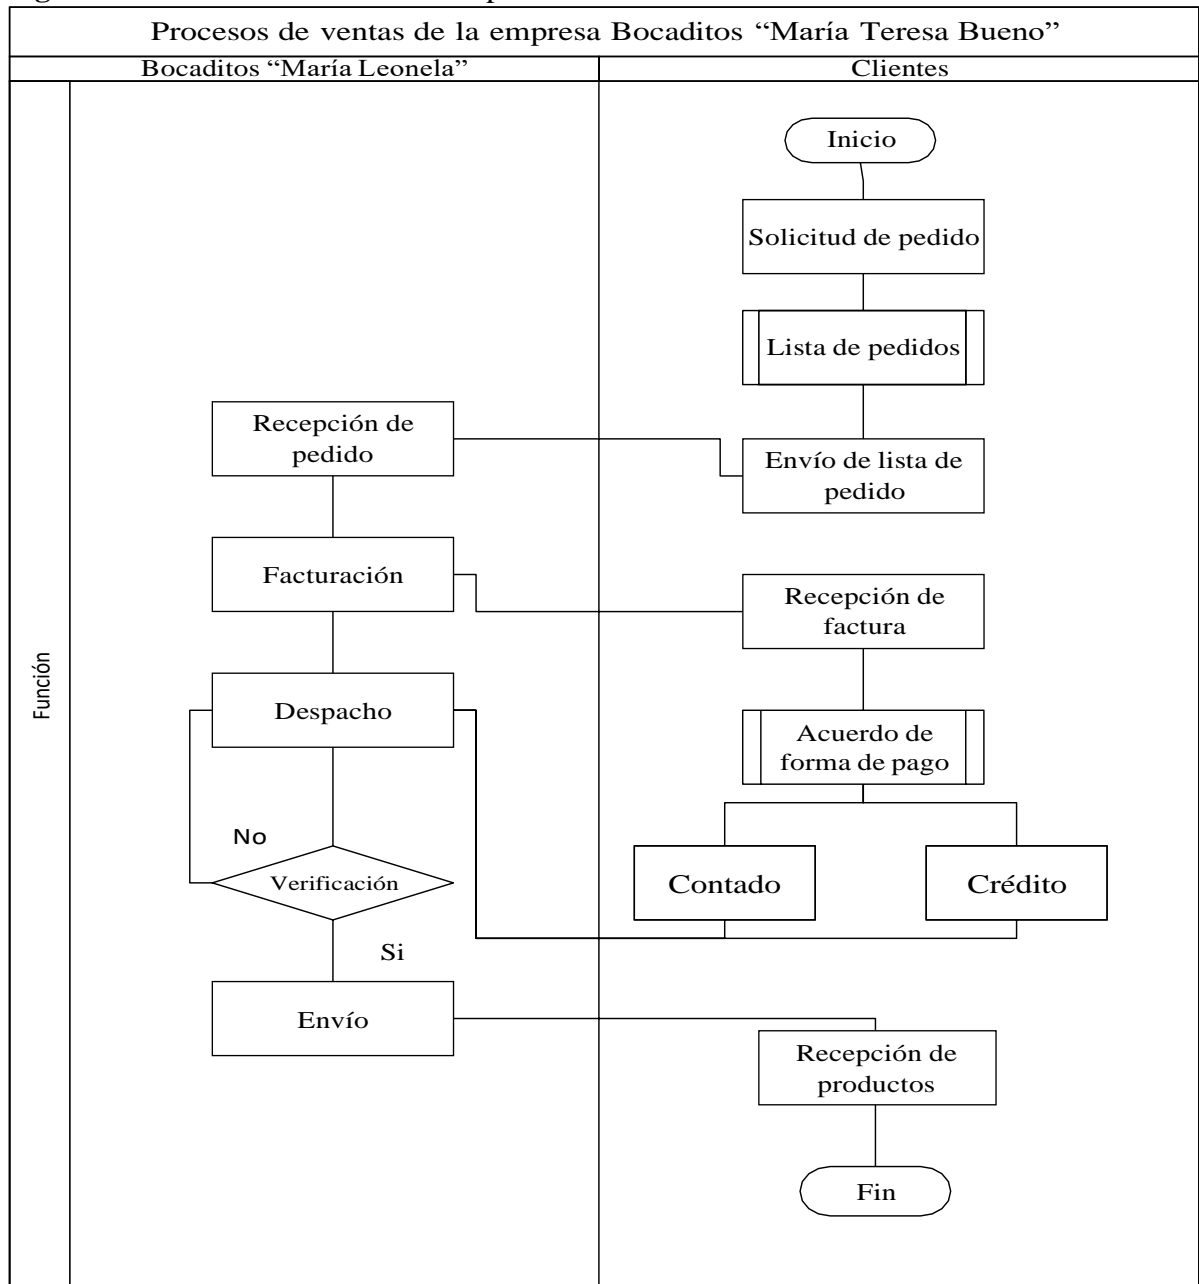 Procesos de ventas de la empresa Bocaditos “María Teresa Bueno”
Bocaditos “María Leonela”
Clientes
Función
Inicio
Solicitud de pedido
Lista de pedidos
Recepción de
pedido
Envío de lista de
pedido
Facturación
Recepción de
factura
Despacho
Acuerdo de
forma de pago
No
Verificación
Contado
Crédito
Si
Envío
Recepción de
productos
Fin